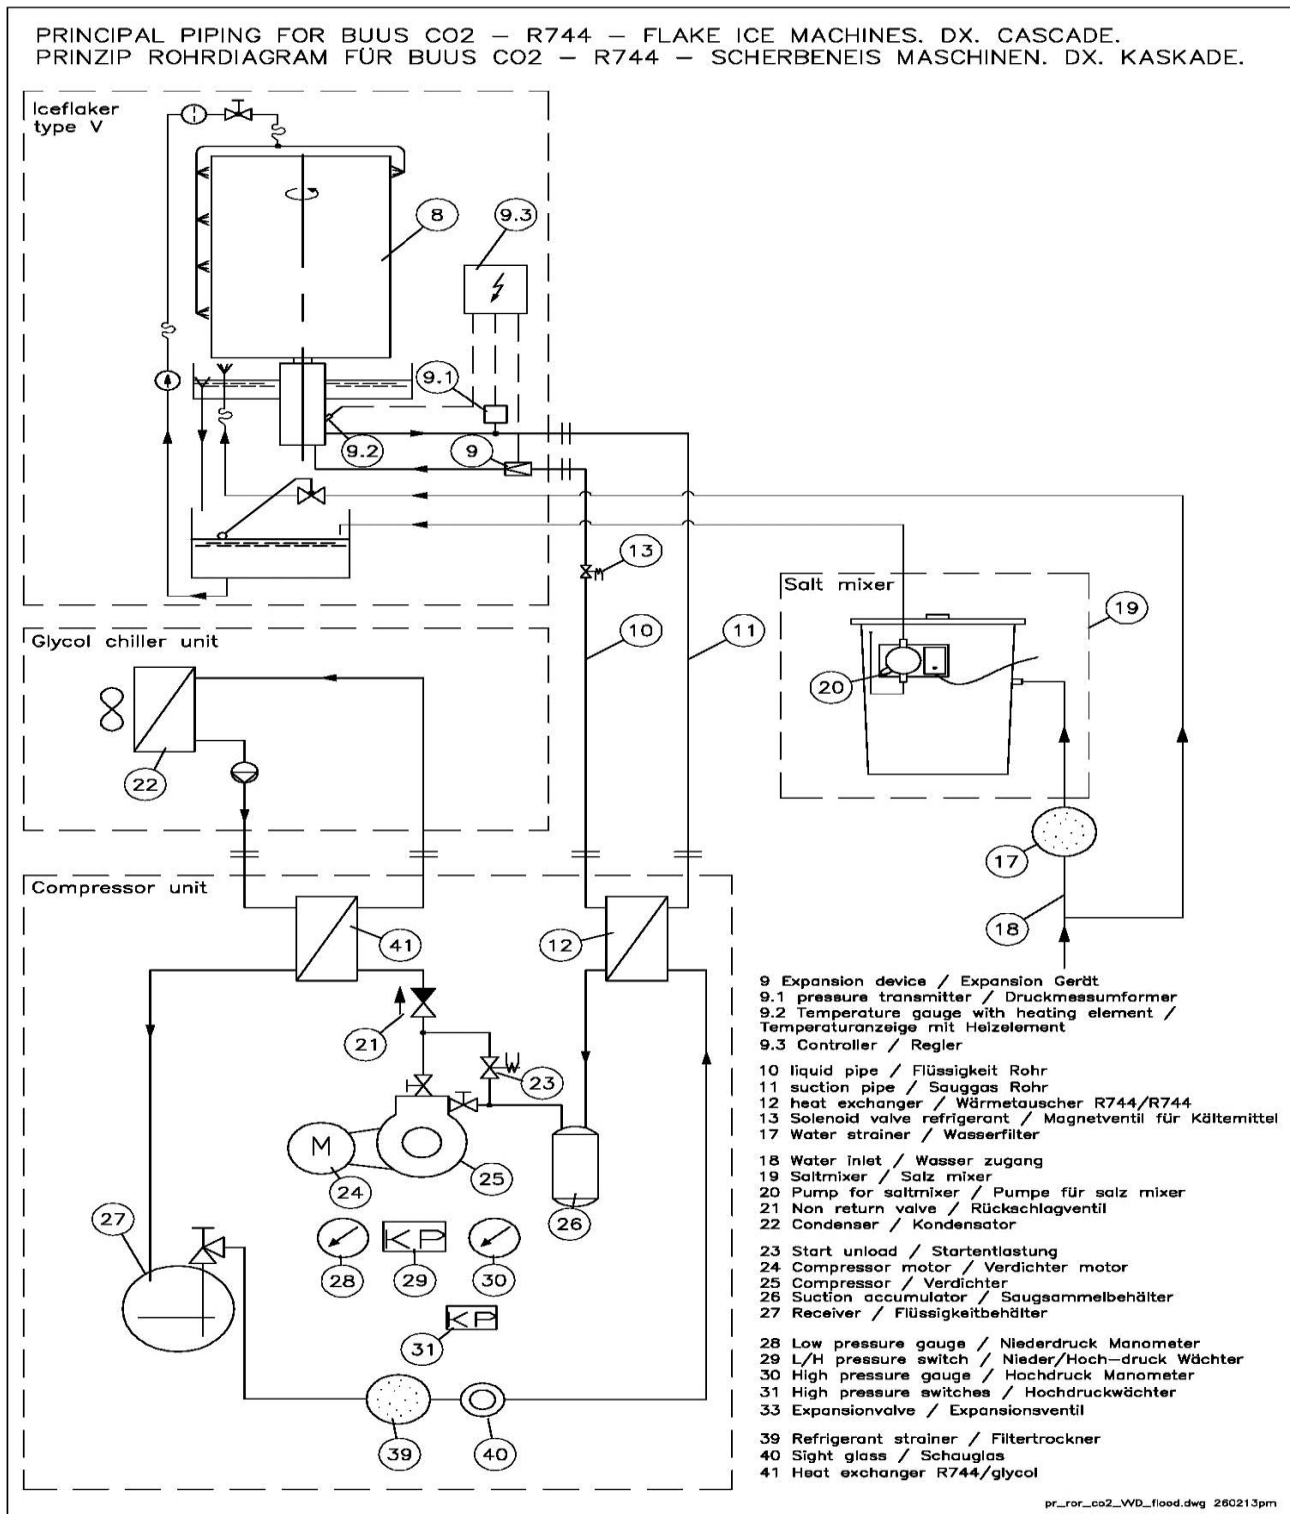 PRINCIPAL PIPING FOR BUUS CO2 – R744 – FLAKE ICE MACHINES. DX. CASCADE.
PRINZIP ROHRDIAGRAM FÜR BUUS CO2 – R744 – SCHERBENEIS MASCHINEN. DX. KASKADE.
Iceflaker
type V
8
9.3
9.1
9.2
9
13
Salt mixer
19
10
11
20
Glycol chiller unit
22
17
18
Compressor unit
41
12
21
23
M
24
25
26
27
KP
28
29
30
KP
31
39
40
9 Expansion device / Expansion Gerät
9.1 pressure transmitter / Druckmessumformer
9.2 Temperature gauge with heating element /
Temperaturanzeige mit Heizelement
9.3 Controller / Regler
10 liquid pipe / Flüssigkeit Rohr
11 suction pipe / Sauggas Rohr
12 heat exchanger / Wärmetauscher R744/R744
13 Solenoid valve refrigerant / Magnetventil für Kältemittel
17 Water strainer / Wasserfilter
18 Water inlet / Wasser zugang
19 Saltmixer / Salz mixer
20 Pump for saltmixer / Pumpe für salz mixer
21 Non return valve / Rückschlagventil
22 Condenser / Kondensator
23 Start unload / Startentlastung
24 Compressor motor / Verdichter motor
25 Compressor / Verdichter
26 Suction accumulator / Saugsammelbehälter
27 Receiver / Flüssigkeitbehälter
28 Low pressure gauge / Niederdruck Manometer
29 L/H pressure switch / Nieder/Hoch–druck Wächter
30 High pressure gauge / Hochdruck Manometer
31 High pressure switches / Hochdruckwächter
33 Expansionvalve / Expansionsventil
39 Refrigerant strainer / Filtertrockner
40 Sight glass / Schauglas
41 Heat exchanger R744/glycol
pr_ror_co2_VVD_flood.dwg 260213pm